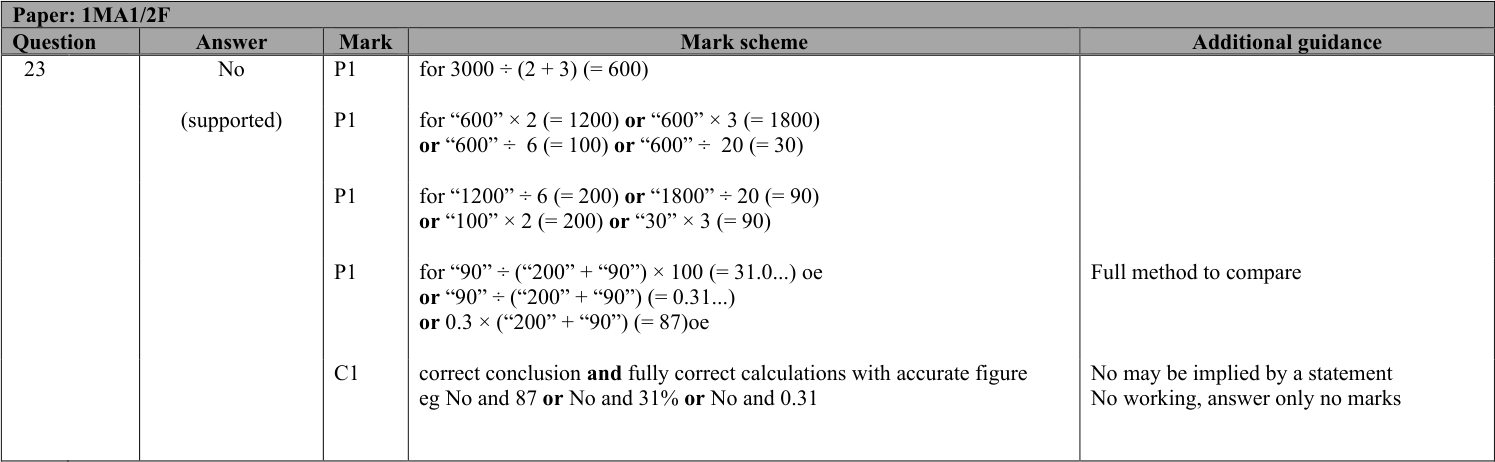 Paper: 1MA1/2F
Question Answer Mark Mark scheme Additional guidance
23 No P1 for 3000 ÷ (2 + 3) (= 600)
(supported) P1 for “600” × 2 (= 1200) or “600” × 3 (= 1800)
or “600” ÷ 6 (= 100) or “600” ÷ 20 (= 30)
P1 for “1200” ÷ 6 (= 200) or “1800” ÷ 20 (= 90)
or “100” × 2 (= 200) or “30” × 3 (= 90)
P1 for “90” ÷ (“200” + “90”) × 100 (= 31.0...) oe Full method to compare
or “90” ÷ (“200” + “90”) (= 0.31...)
or 0.3 × (“200” + “90”) (= 87)oe
C1 correct conclusion and fully correct calculations with accurate figure No may be implied by a statement
eg No and 87 or No and 31% or No and 0.31 No working, answer only no marks